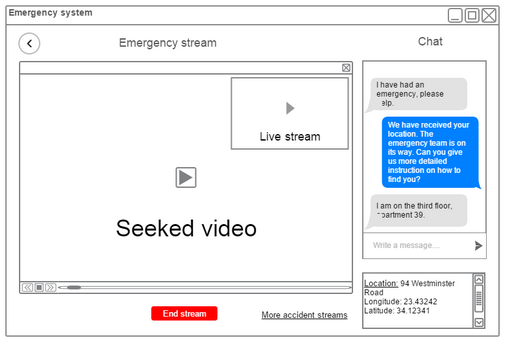 Emergency system
Emergency stream
Chat
Live stream
Seeked video
I have had an
emergency, please
elp.
We have received your
location. The
emergency team is on
its way. Can you give
us more detailed
instruction on how to
find you?
I am on the third floor,
partment 39.
Write a message...
Location: 94 Westminster
Road
Longitude: 23.43242
Latitude: 34.12341
End stream
More accident streams